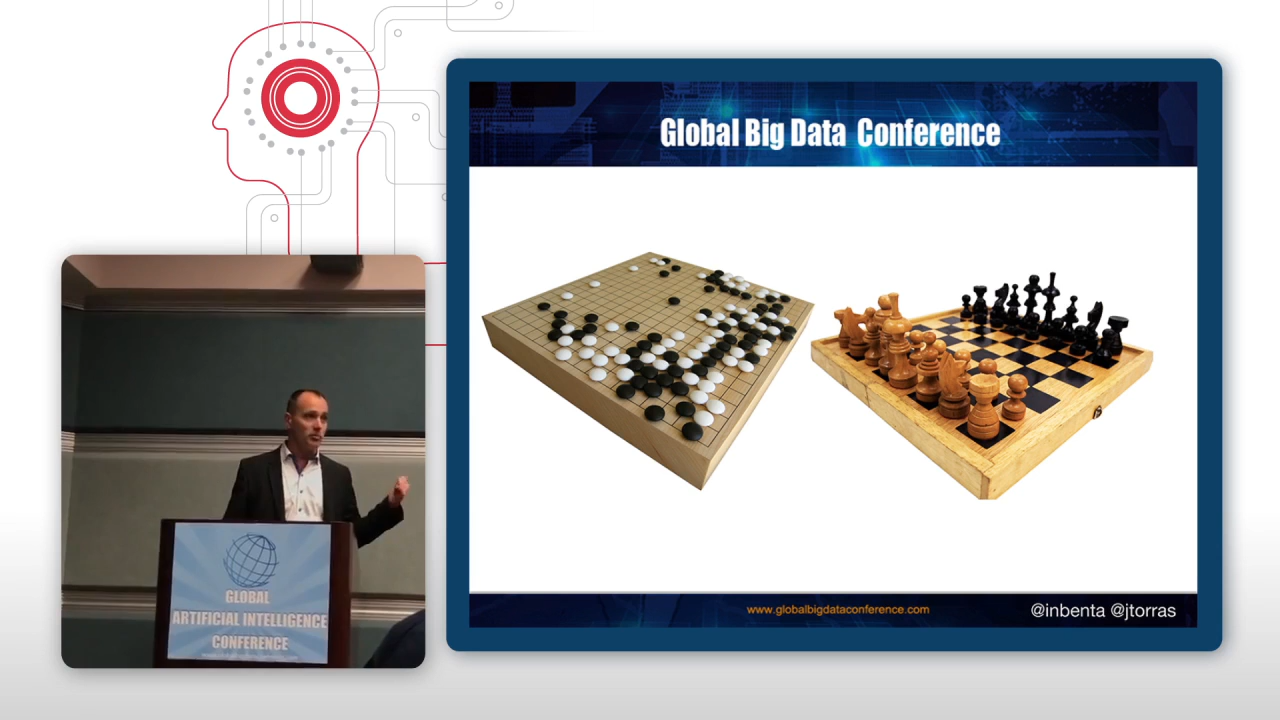 Global Big Data Conference
www.globalbigdataconference.com
@inbenta @jtorras
GLOBAL
ARTIFICIAL INTELLIGENCE
CONFERENCE